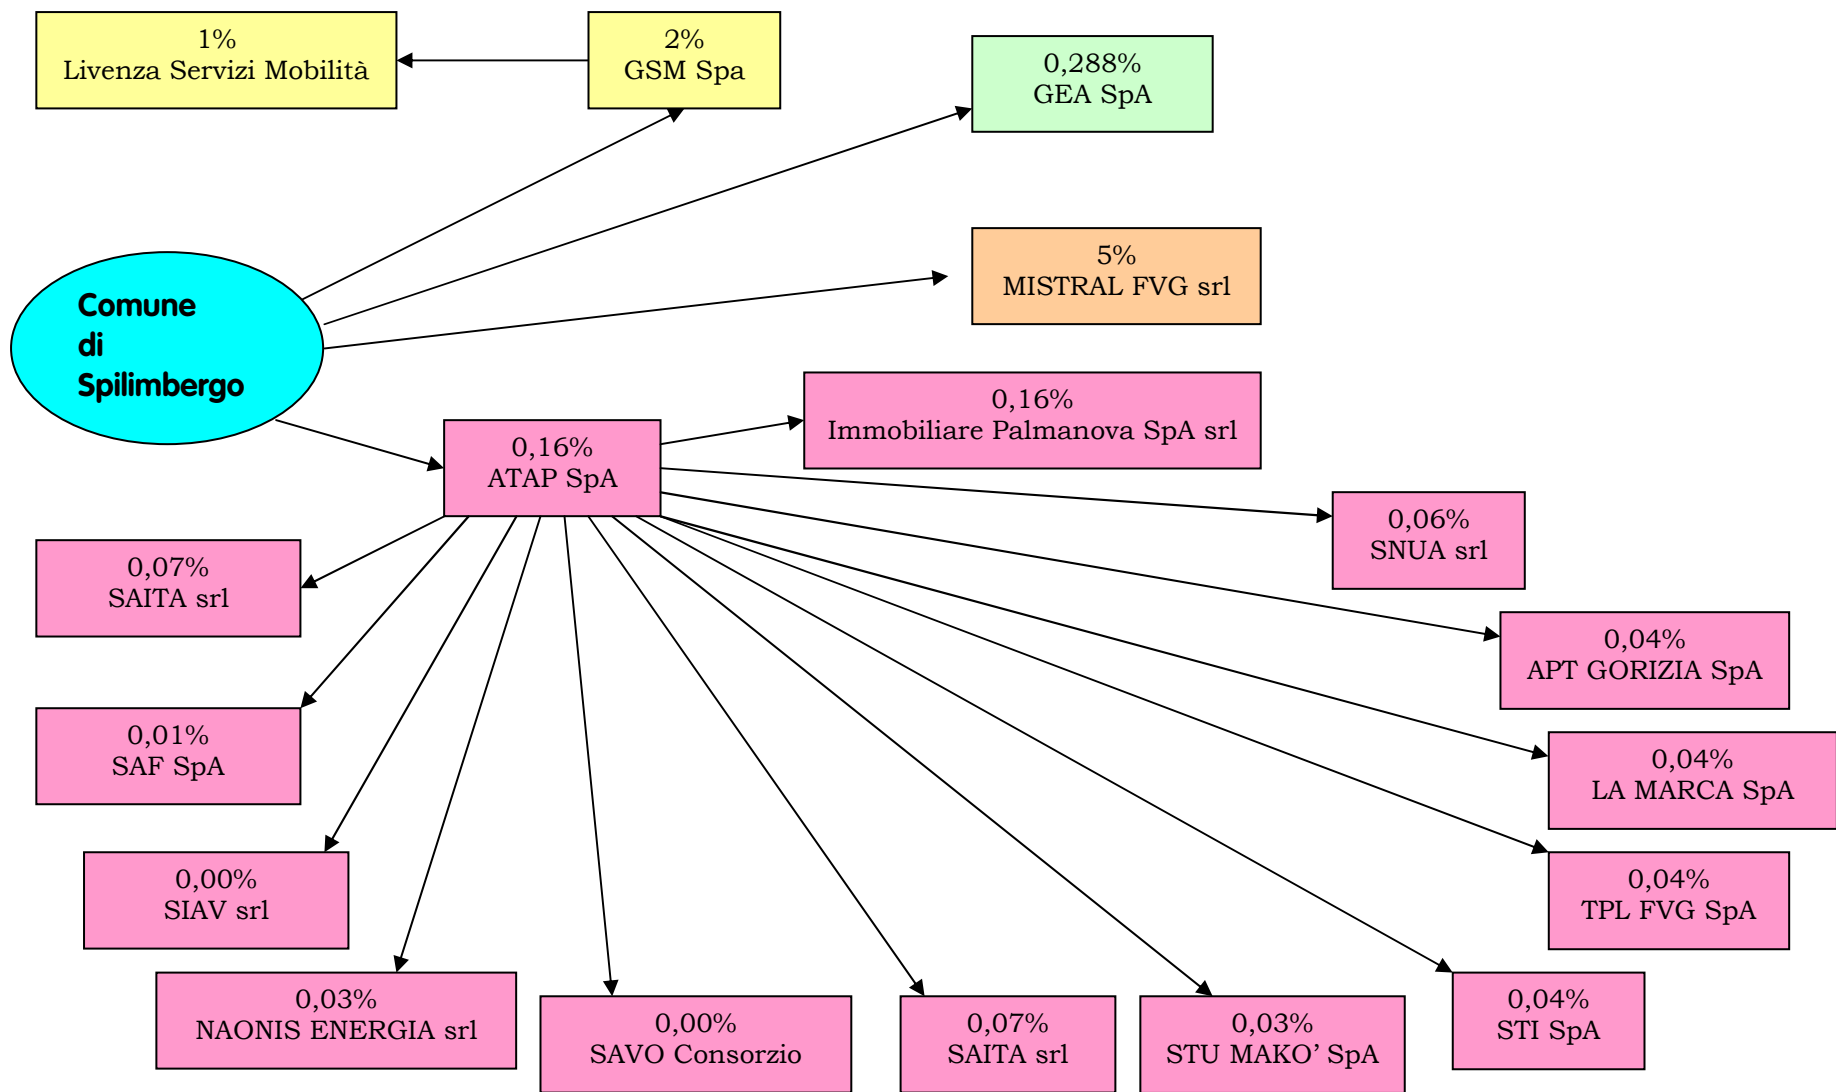 1%
Livenza Servizi Mobilità
2%
GSM Spa
0,288%
GEA SpA
5%
MISTRAL FVG srl
Comune
di
Spilimbergo
0,16%
Immobiliare Palmanova SpA srl
0,16%
ATAP SpA
0,06%
SNUA srl
0,07%
SAITA srl
0,04%
APT GORIZIA SpA
0,01%
SAF SpA
0,04%
LA MARCA SpA
0,00%
SIAV srl
0,04%
TPL FVG SpA
0,03%
NAONIS ENERGIA srl
0,00%
SAVO Consorzio
0,07%
SAITA srl
0,03%
STU MAKO’ SpA
0,04%
STI SpA